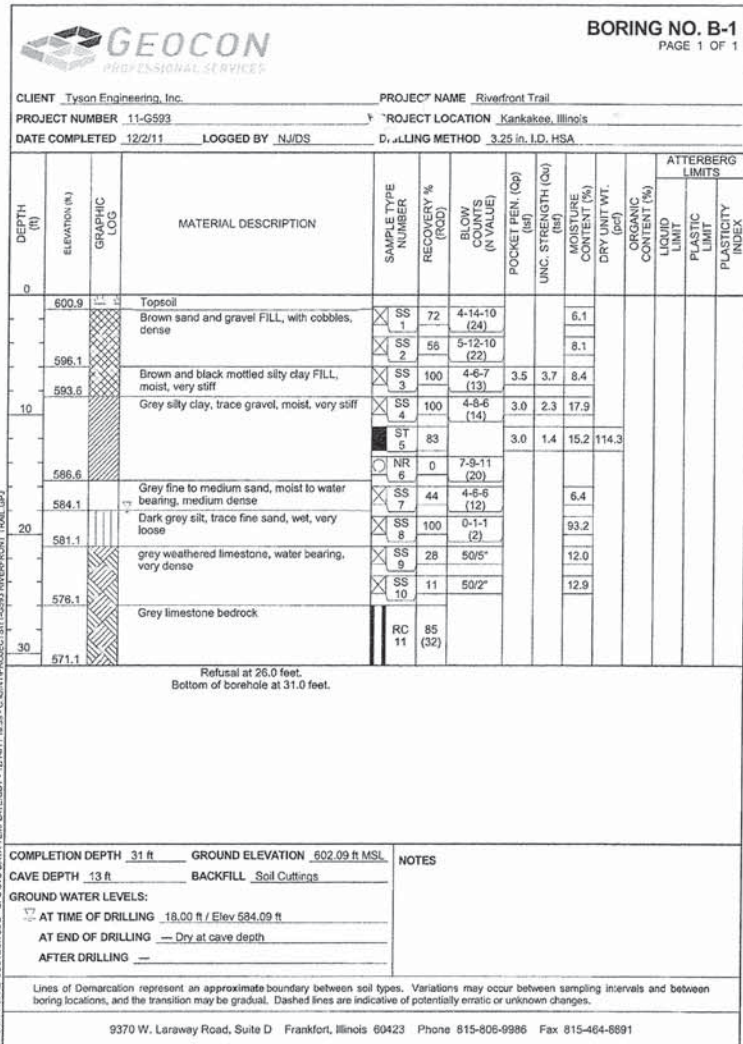 GEOCON
PROFESSIONAL SERVICES
BORING NO. B-1
PAGE 1 OF 1
CLIENT Tyson Engineering, Inc. PROJECT NAME Riverfront Trail
PROJECT NUMBER 11-G593 PROJECT LOCATION Kankakee, Illinois
DATE COMPLETED 12/2/11 LOGGED BY NJ/DS DRILLING METHOD 3.25 in. I.D. HSA
DEPTH (ft)
ELEVATION (ft.)
GRAPHIC LOG
MATERIAL DESCRIPTION
SAMPLE TYPE NUMBER
RECOVERY % (RQD)
BLOW COUNTS (N VALUE)
POCKET PEN. (Qp) (tsf)
UNC. STRENGTH (Qu) (tsf)
MOISTURE CONTENT (%)
DRY UNIT WT. (pcf)
ORGANIC CONTENT (%)
ATTERBERG LIMITS
LIQUID LIMIT
PLASTIC LIMIT
PLASTICITY INDEX
0
600.9 Topsoil
Brown sand and gravel FILL, with cobbles, dense SS 1 72 4-14-10 (24) 6.1
SS 2 56 5-12-10 (22) 8.1
596.1
Brown and black mottled silty clay FILL, moist, very stiff SS 3 100 4-6-7 (13) 3.5 3.7 8.4
593.6
10 Grey silty clay, trace gravel, moist, very stiff SS 4 100 4-8-6 (14) 3.0 2.3 17.9
ST 5 83 3.0 1.4 15.2 114.3
NR 6 0 7-9-11 (20)
586.6
Grey fine to medium sand, moist to water bearing, medium dense SS 7 44 4-6-6 (12) 6.4
584.1
20 Dark grey silt, trace fine sand, wet, very loose SS 8 100 0-1-1 (2) 93.2
581.1
grey weathered limestone, water bearing, very dense SS 9 28 50/5" 12.0
SS 10 11 50/2" 12.9
576.1
Grey limestone bedrock RC 11 85 (32)
30
571.1
Refusal at 26.0 feet.
Bottom of borehole at 31.0 feet.
COMPLETION DEPTH 31 ft GROUND ELEVATION 602.09 ft MSL NOTES
CAVE DEPTH 13 ft BACKFILL Soil Cuttings
GROUND WATER LEVELS:
AT TIME OF DRILLING 18.00 ft / Elev 584.09 ft
AT END OF DRILLING — Dry at cave depth
AFTER DRILLING —
Lines of Demarcation represent an approximate boundary between soil types. Variations may occur between sampling intervals and between
boring locations, and the transition may be gradual. Dashed lines are indicative of potentially erratic or unknown changes.
9370 W. Laraway Road, Suite D Frankfort, Illinois 60423 Phone 815-806-9986 Fax 815-464-8691